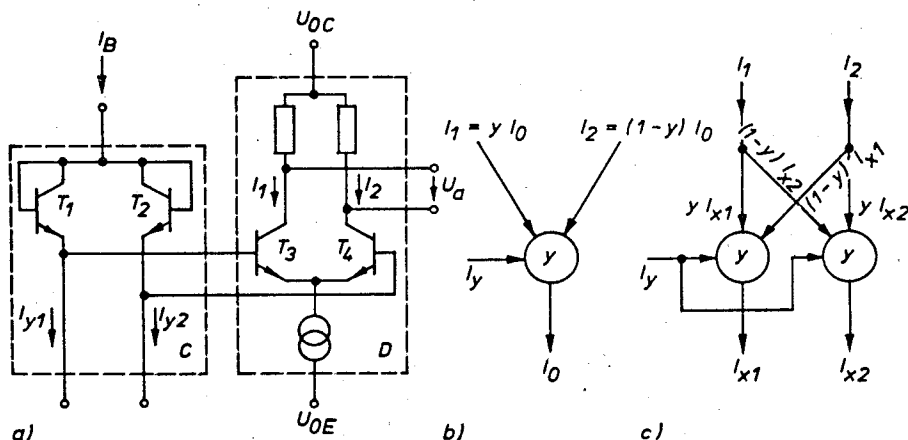 I_B
U_0C
T_1
T_2
I_y1
I_y2
C
I_1
I_2
U_a
T_3
T_4
D
U_0E
a)
I_1 = y I_0
I_2 = (1-y) I_0
I_y
y
I_0
b)
I_1
I_2
(1-y) I_x2
(1-y) I_x1
y I_x1
y I_x2
I_y
y
y
I_x1
I_x2
c)